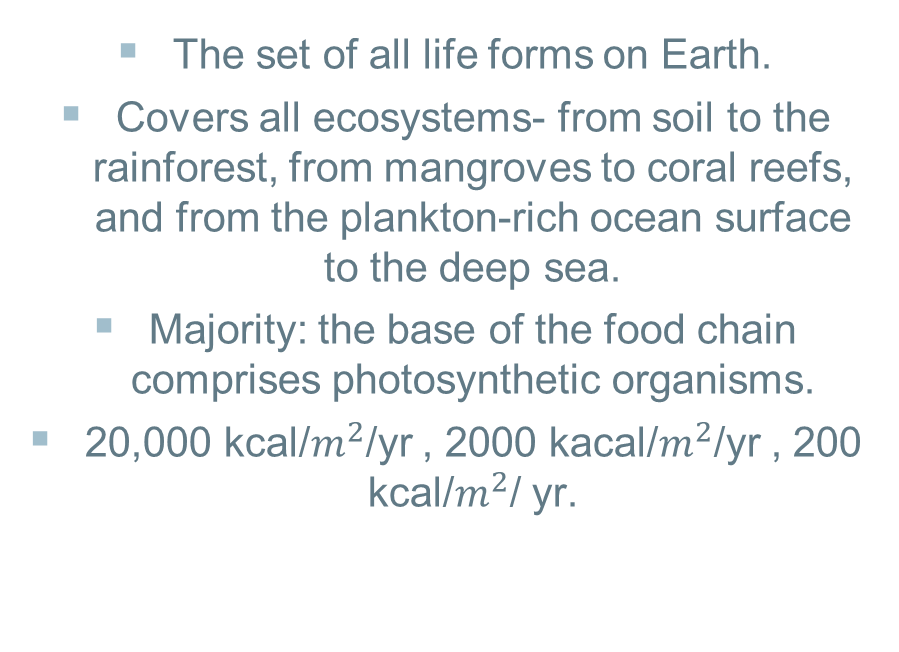 ▪ The set of all life forms on Earth.
▪ Covers all ecosystems- from soil to the
rainforest, from mangroves to coral reefs,
and from the plankton-rich ocean surface
to the deep sea.
▪ Majority: the base of the food chain
comprises photosynthetic organisms.
▪ 20,000 kcal/𝑚²/yr , 2000 kacal/𝑚²/yr , 200
kcal/𝑚²/ yr.